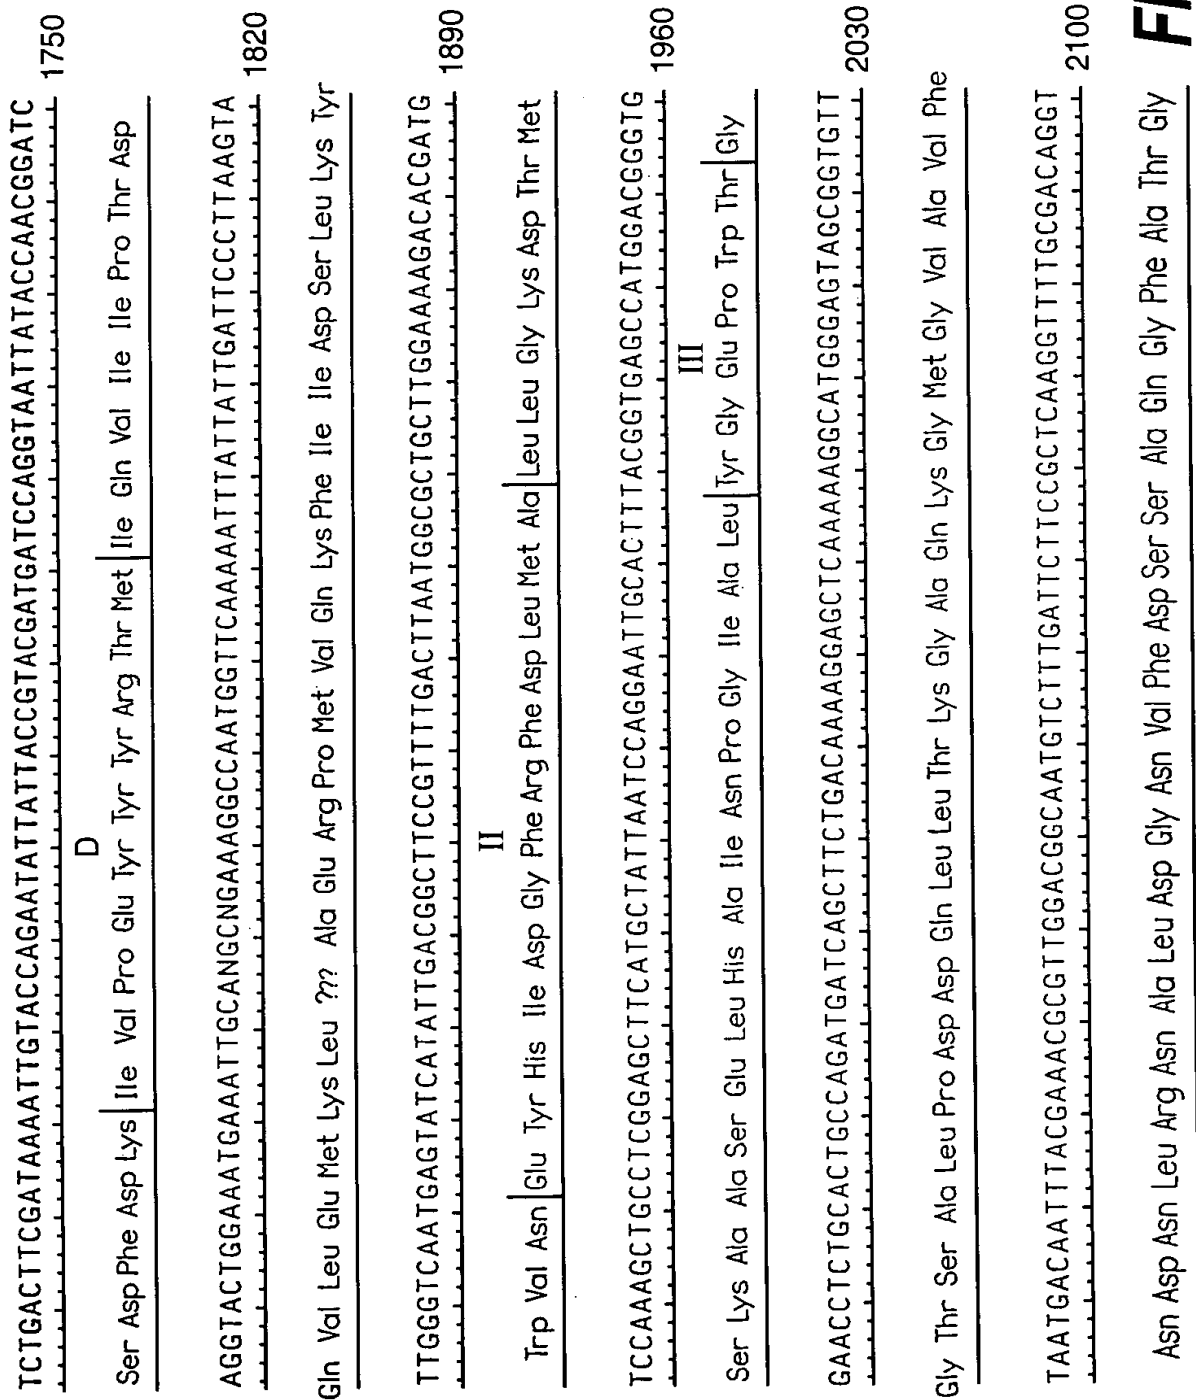 TCTGACTTCGATAAAATTGTACCAGAATATTATTACCGTACGATGATCCAGGTAATTATACCAACGGATC 1750
D
Ser Asp Phe Asp Lys Ile Val Pro Glu Tyr Tyr Tyr Arg Thr Met Ile Gln Val Ile Ile Pro Thr Asp
AGGTACTGGAAATGAAATTGCANGCNGAAAGGCCAATGGTTCAAAAATTTATTATTGATTCCCTTAAGTA 1820
Gln Val Leu Glu Met Lys Leu ??? Ala Glu Arg Pro Met Val Gln Lys Phe Ile Ile Asp Ser Leu Lys Tyr
TTGGGTCAATGAGTATCATATTGACGGCTTCCGTTTTGACTTAATGGCGCTGCTTGGAAAAGACACGATG 1890
II
Trp Val Asn Glu Tyr His Ile Asp Gly Phe Arg Phe Asp Leu Met Ala Leu Leu Gly Lys Asp Thr Met
TCCAAAGCTGCCTCGGAGCTTCATGCTATTAATCCAGGAATTGCACTTTACGGTGAGCCATGGACGGGTG 1960
III
Ser Lys Ala Ala Ser Glu Leu His Ala Ile Asn Pro Gly Ile Ala Leu Tyr Gly Glu Pro Trp Thr Gly
GAACCTCTGCACTGCCAGATGATCAGCTTCTGACAAAAGGAGCTCAAAAAGGCATGGGAGTAGCGGTGTTT 2030
Gly Thr Ser Ala Leu Pro Asp Asp Gln Leu Leu Thr Lys Gly Ala Gln Lys Gly Met Gly Val Ala Val Phe
TAATGACAATTTACGAAACGCGTTGGACGGCAATGTCTTTGATTCTTCCGCTCAAGGTTTTGCGACAGGT 2100
Asn Asp Asn Leu Arg Asn Ala Leu Asp Gly Asn Val Phe Asp Ser Ser Ala Gln Gly Phe Ala Thr Gly